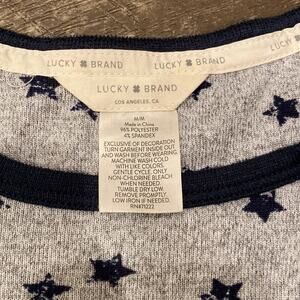 LUCKY BRAND LUCKY BRAND
LUCKY BRAND
LOS ANGELES, CA
M/M
Made in China
96% POLYESTER
4% SPANDEX
EXCLUSIVE OF DECORATION
TURN GARMENT INSIDE OUT
AND WASH BEFORE WEARING.
MACHINE WASH COLD
WITH LIKE COLORS.
GENTLE CYCLE. ONLY
NON-CHLORINE BLEACH
WHEN NEEDED.
TUMBLE DRY LOW.
REMOVE PROMPTLY.
LOW IRON IF NEEDED.
RN#71222